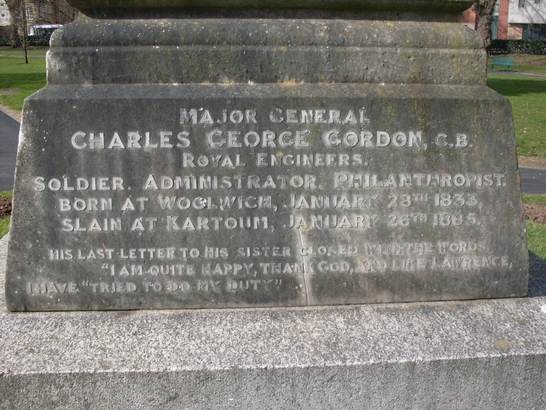 MAJOR GENERAL
CHARLES GEORGE GORDON, C.B.
ROYAL ENGINEERS.
SOLDIER. ADMINISTRATOR. PHILANTHROPIST.
BORN AT WOOLWICH, JANUARY 28TH 1833,
SLAIN AT KARTOUM, JANUARY 26TH 1885,
HIS LAST LETTER TO HIS SISTER CLOSED WITH THE WORDS,
"I AM QUITE HAPPY, THANK GOD, AND LIKE LAWRENCE,
I HAVE "TRIED TO DO MY DUTY"